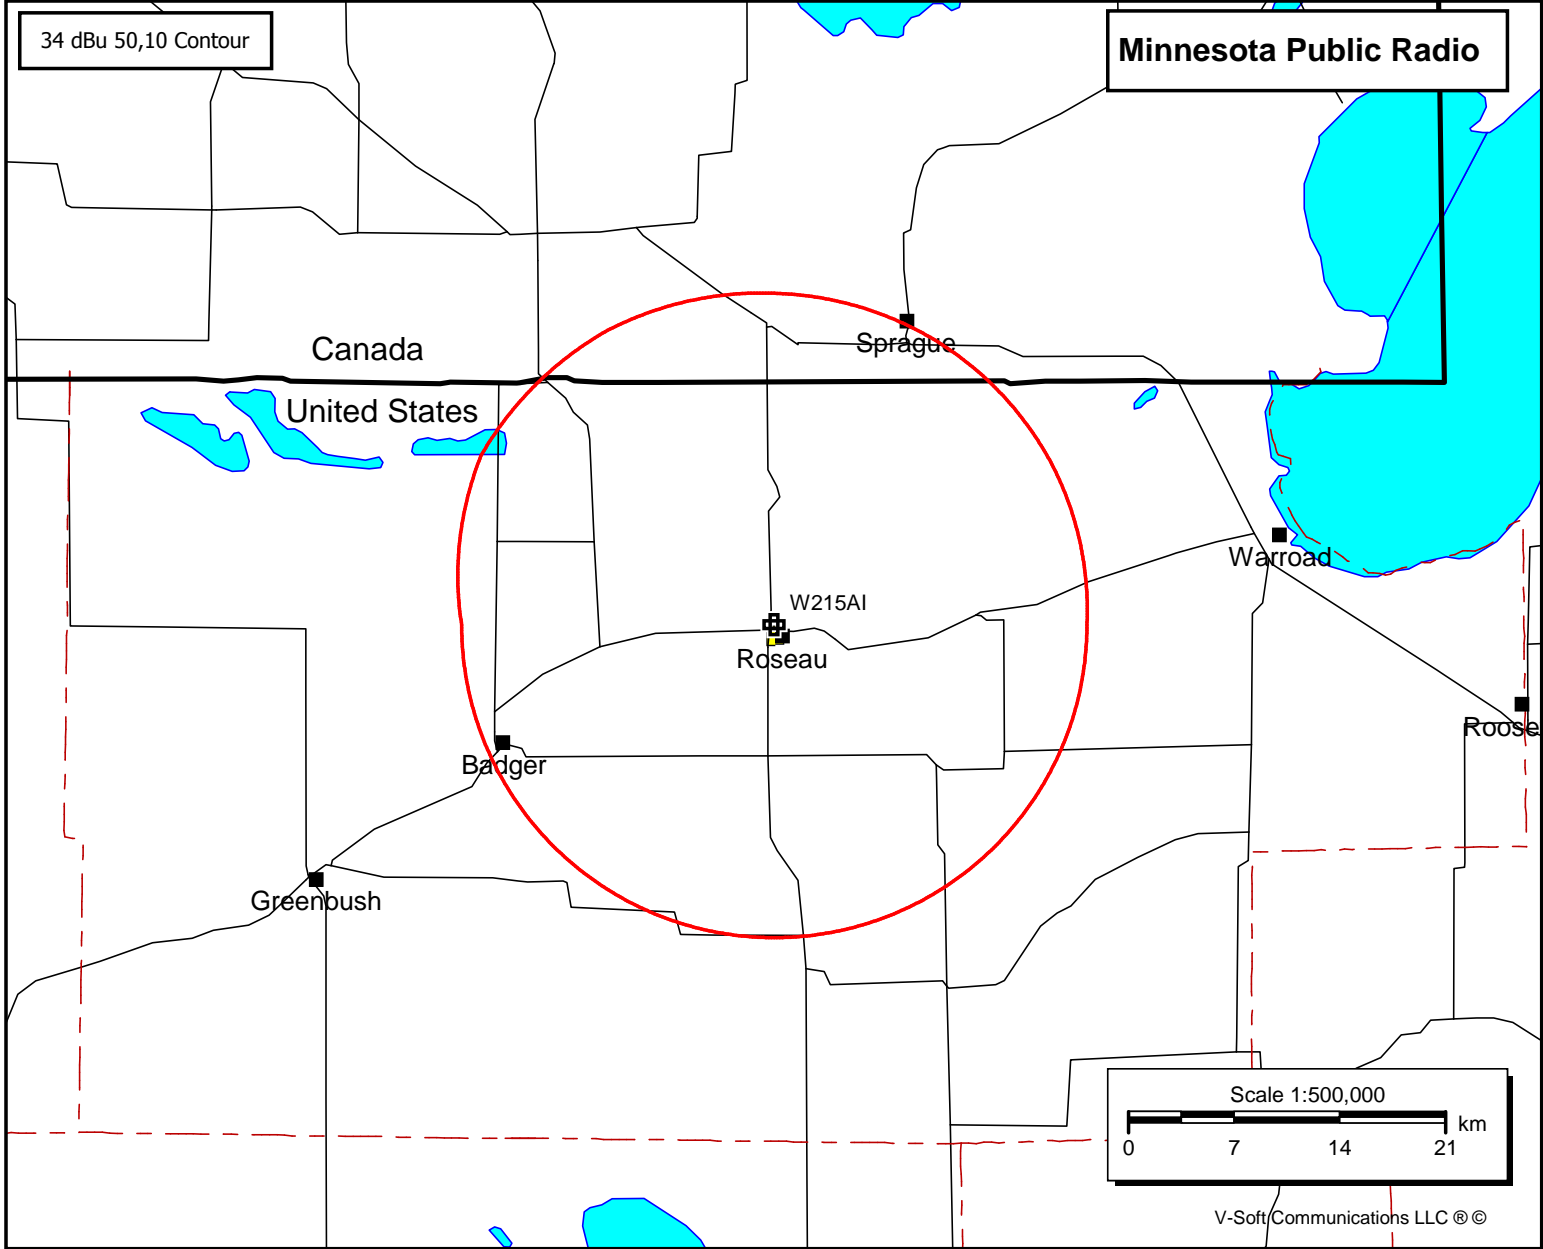 34 dBu 50,10 Contour
Minnesota Public Radio
Sprague
Canada
United States
Warroad
W215AI
Roseau
Roose
Badger
Greenbush
Scale 1:500,000
km
0 7 14 21
V-Soft Communications LLC ® ©